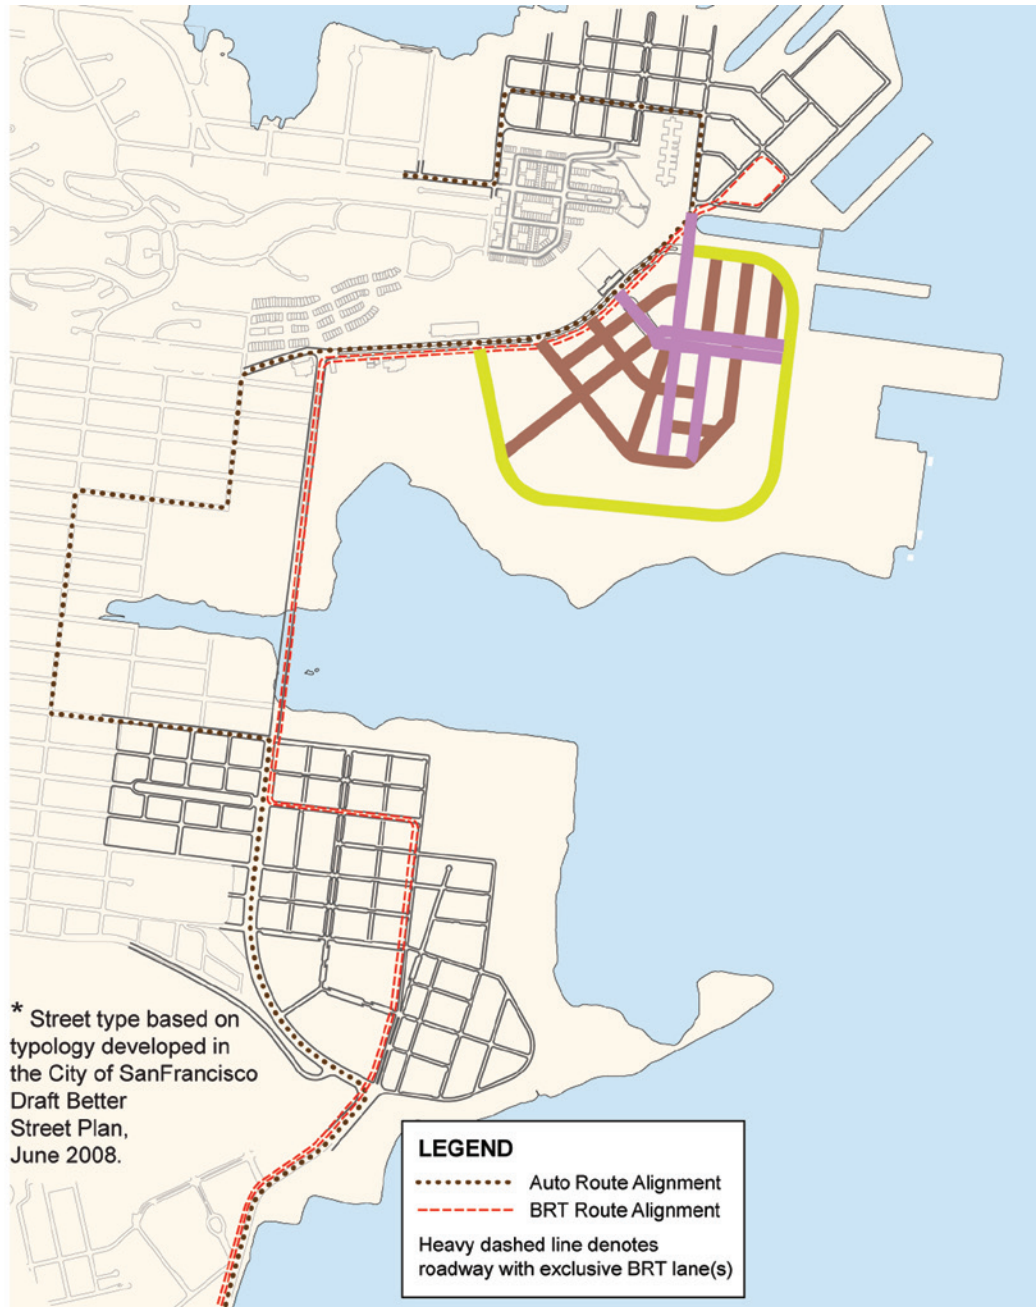 * Street type based on
typology developed in
the City of SanFrancisco
Draft Better
Street Plan,
June 2008.
LEGEND
Auto Route Alignment
BRT Route Alignment
Heavy dashed line denotes
roadway with exclusive BRT lane(s)